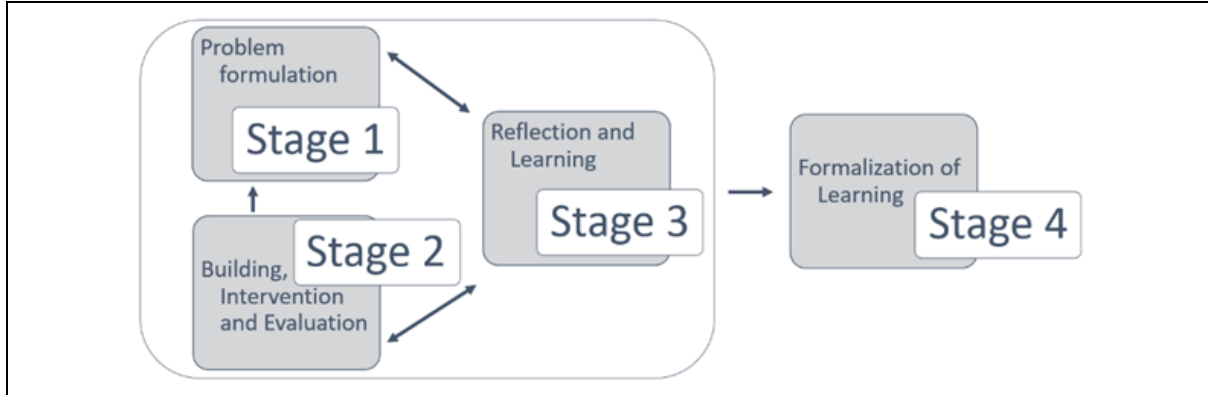 Problem
formulation
Stage 1
Building,
Intervention
and Evaluation
Stage 2
Reflection and
Learning
Stage 3
Formalization of
Learning
Stage 4